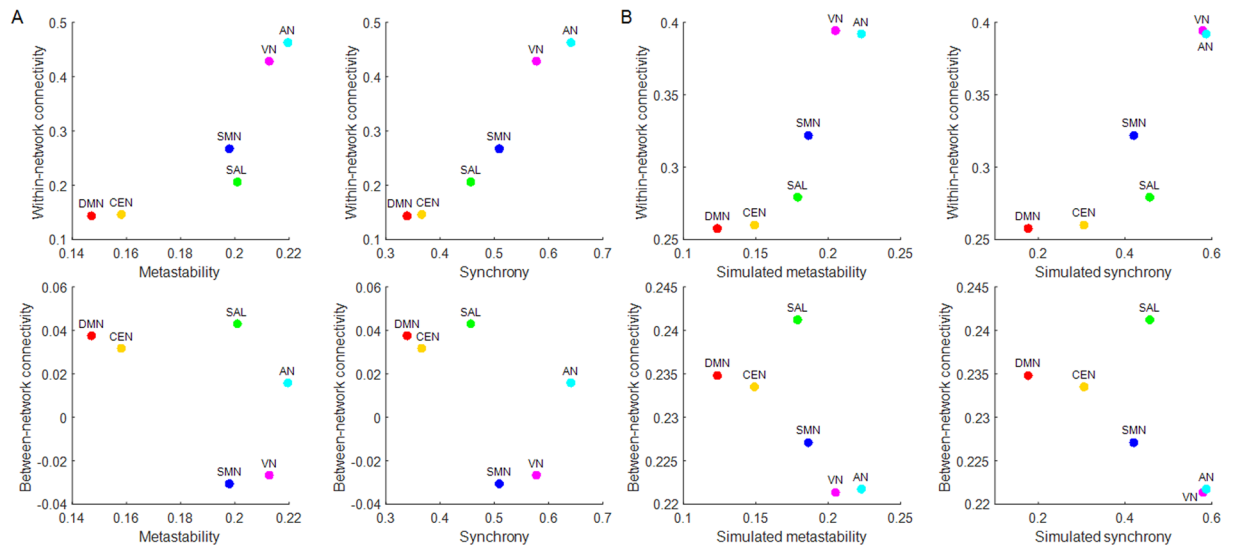 A
B
0.5
0.4
0.3
0.2
0.1
Within-network connectivity
DMN
CEN
SMN
SAL
VN
AN
0.14 0.16 0.18 0.2 0.22
Metastability
0.5
0.4
0.3
0.2
0.1
Within-network connectivity
DMN
CEN
SAL
SMN
VN
AN
0.3 0.4 0.5 0.6 0.7
Synchrony
0.4
0.35
0.3
0.25
Within-network connectivity
DMN
CEN
SAL
SMN
VN
AN
0.1 0.15 0.2 0.25
Simulated metastability
0.4
0.35
0.3
0.25
Within-network connectivity
DMN
CEN
SMN
SAL
VN
AN
0.2 0.4 0.6
Simulated synchrony
0.06
0.04
0.02
0
-0.02
-0.04
Between-network connectivity
DMN
CEN
SAL
AN
SMN
VN
0.14 0.16 0.18 0.2 0.22
Metastability
0.06
0.04
0.02
0
-0.02
-0.04
Between-network connectivity
DMN
CEN
SAL
AN
SMN
VN
0.3 0.4 0.5 0.6 0.7
Synchrony
0.245
0.24
0.235
0.23
0.225
0.22
Between-network connectivity
DMN
CEN
SAL
SMN
VN
AN
0.1 0.15 0.2 0.25
Simulated metastability
0.245
0.24
0.235
0.23
0.225
0.22
Between-network connectivity
DMN
CEN
SAL
SMN
AN
VN
0.2 0.4 0.6
Simulated synchrony